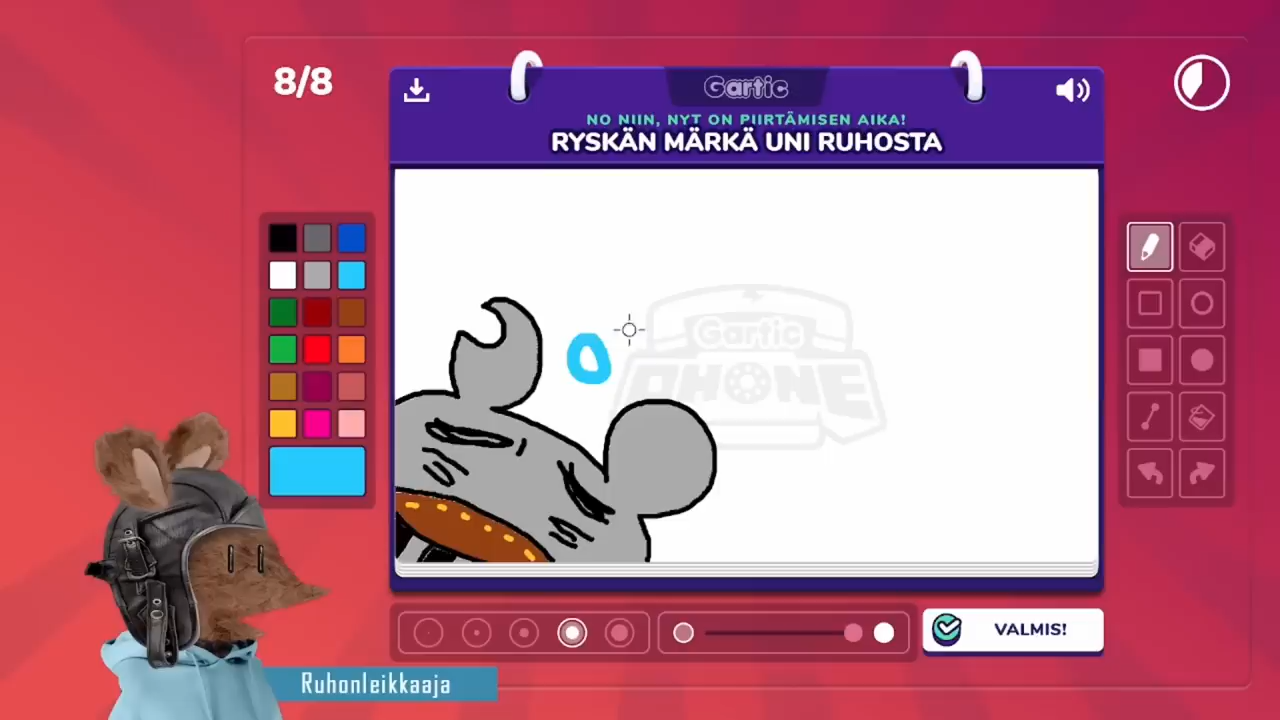 8/8
Gartic
NO NIIN, NYT ON PIIRTÄMISEN AIKA!
RYSKÄN MÄRKÄ UNI RUHOSTA
Gartic
PHONE
VALMIS!
Ruhonleikkaaja